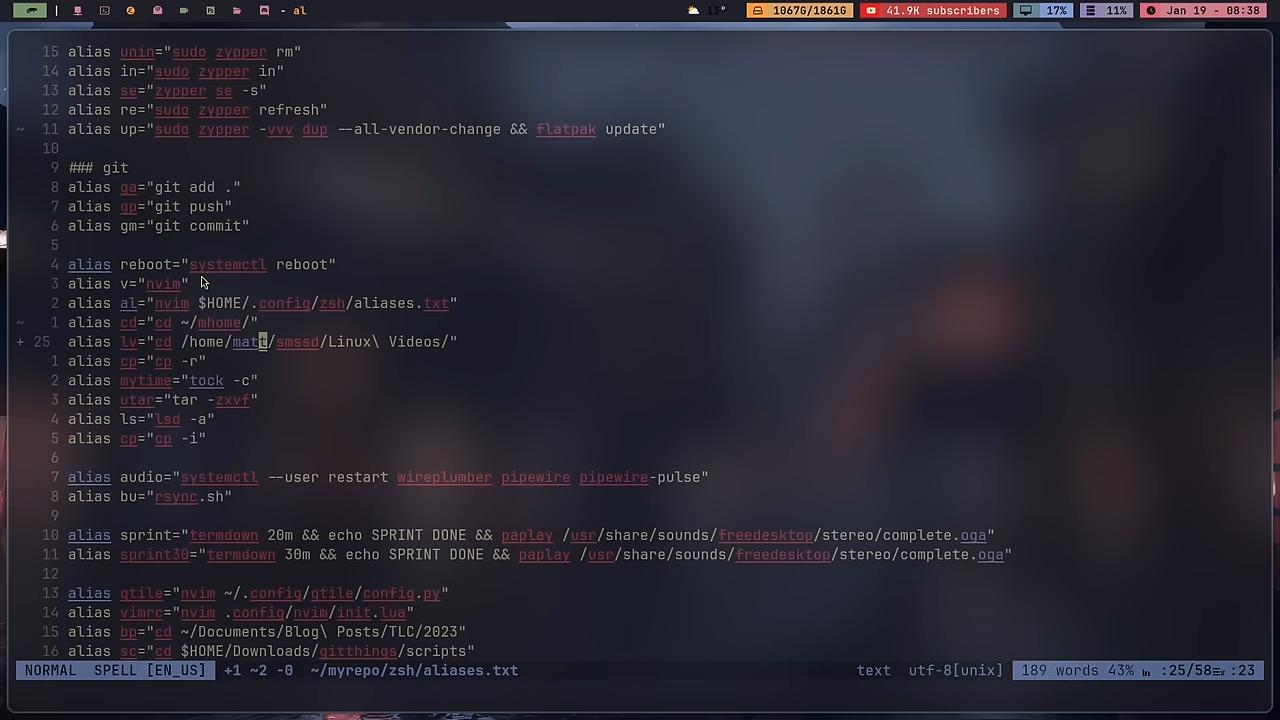 | - al 13° 1067G/1861G 41.9K subscribers 17% 11% Jan 19 - 08:38
15 alias unin="sudo zypper rm"
14 alias in="sudo zypper in"
13 alias se="zypper se -s"
12 alias re="sudo zypper refresh"
~ 11 alias up="sudo zypper -vvv dup --all-vendor-change && flatpak update"
10
9 ### git
8 alias ga="git add ."
7 alias gp="git push"
6 alias gm="git commit"
5
4 alias reboot="systemctl reboot"
3 alias v="nvim"
2 alias al="nvim $HOME/.config/zsh/aliases.txt"
~ 1 alias cd="cd ~/mhome/"
+ 25 alias lv="cd /home/matt/smssd/Linux\ Videos/"
1 alias cp="cp -r"
2 alias mytime="tock -c"
3 alias utar="tar -zxvf"
4 alias ls="lsd -a"
5 alias cp="cp -i"
6
7 alias audio="systemctl --user restart wireplumber pipewire pipewire-pulse"
8 alias bu="rsync.sh"
9
10 alias sprint="termdown 20m && echo SPRINT DONE && paplay /usr/share/sounds/freedesktop/stereo/complete.oga"
11 alias sprint30="termdown 30m && echo SPRINT DONE && paplay /usr/share/sounds/freedesktop/stereo/complete.oga"
12
13 alias qtile="nvim ~/.config/qtile/config.py"
14 alias vimrc="nvim .config/nvim/init.lua"
15 alias bp="cd ~/Documents/Blog\ Posts/TLC/2023"
16 alias sc="cd $HOME/Downloads/gitthings/scripts"
NORMAL SPELL [EN_US] +1 ~2 -0 ~/myrepo/zsh/aliases.txt text utf-8[unix] 189 words 43% ln :25/58≡ :23